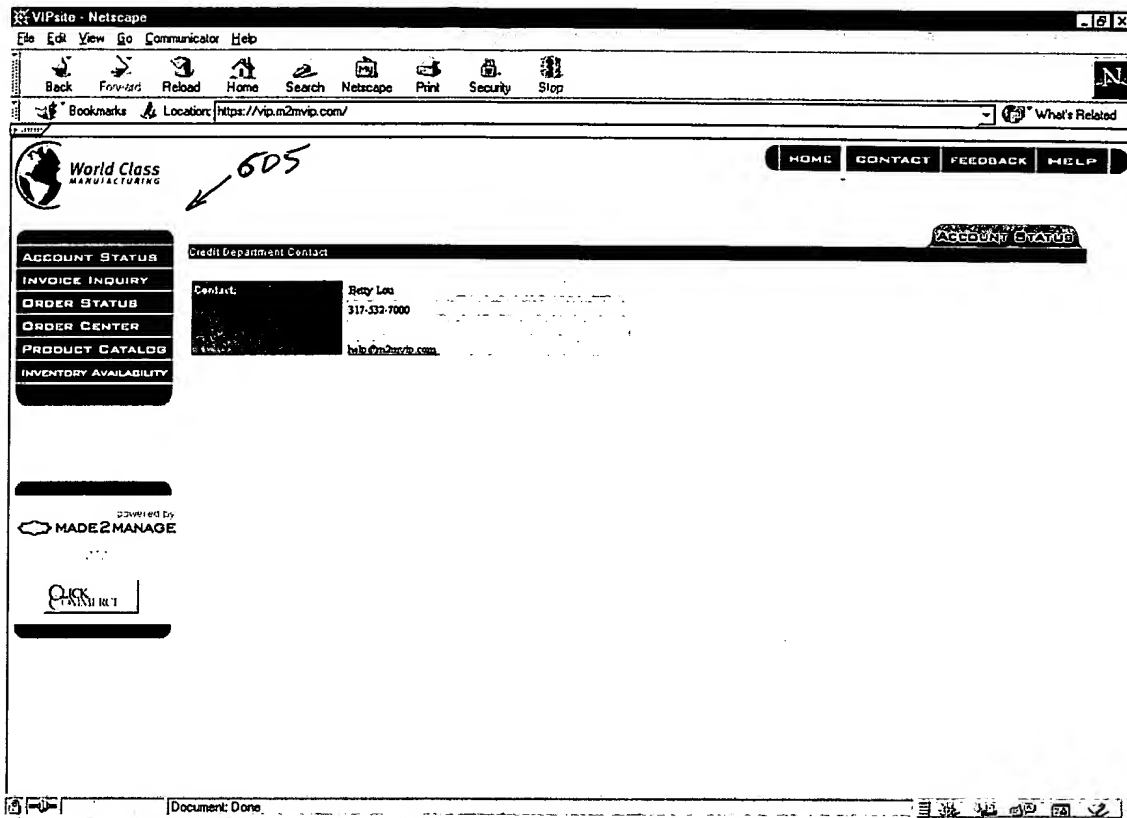 VIPsite - Netscape
File Edit View Go Communicator Help
Back Forward Reload Home Search Netscape Print Security Stop
N
Bookmarks Location: https://vip.m2mvip.com/ What's Related
World Class
MANUFACTURING
605
HOME CONTACT FEEDBACK HELP
ACCOUNT STATUS
Credit Department Contact
ACCOUNT STATUS
INVOICE INQUIRY
ORDER STATUS
ORDER CENTER
PRODUCT CATALOG
INVENTORY AVAILABILITY
Contact:
Betty Lou
317-532-7000
help@m2mvip.com
powered by
MADE2MANAGE
CLICK
COMMERCE
Document: Done